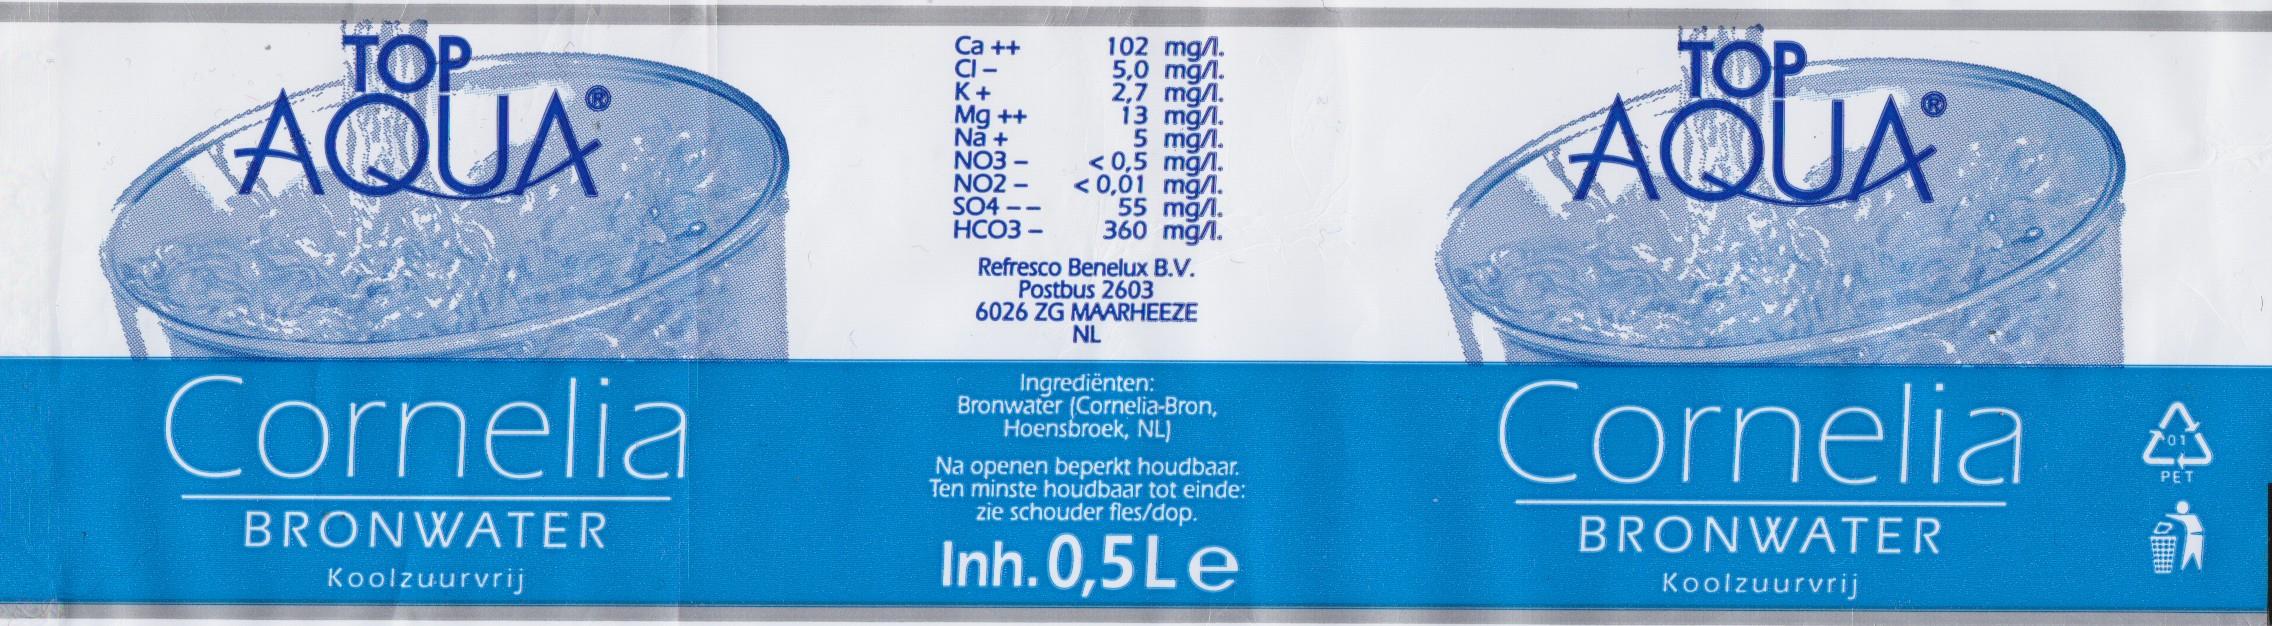 TOP
AQUA®
Cornelia
BRONWATER
Koolzuurvrij
Ca ++ 102 mg/l.
Cl – 5,0 mg/l.
K + 2,7 mg/l.
Mg ++ 13 mg/l.
Na + 5 mg/l.
NO3 – < 0,5 mg/l.
NO2 – < 0,01 mg/l.
SO4 – – 55 mg/l.
HCO3 – 360 mg/l.
Refresco Benelux B.V.
Postbus 2603
6026 ZG MAARHEEZE
NL
Ingrediënten:
Bronwater (Cornelia-Bron,
Hoensbroek, NL)
Na openen beperkt houdbaar.
Ten minste houdbaar tot einde:
zie schouder fles/dop.
Inh. 0,5 L e
TOP
AQUA®
Cornelia
BRONWATER
Koolzuurvrij
01
PET